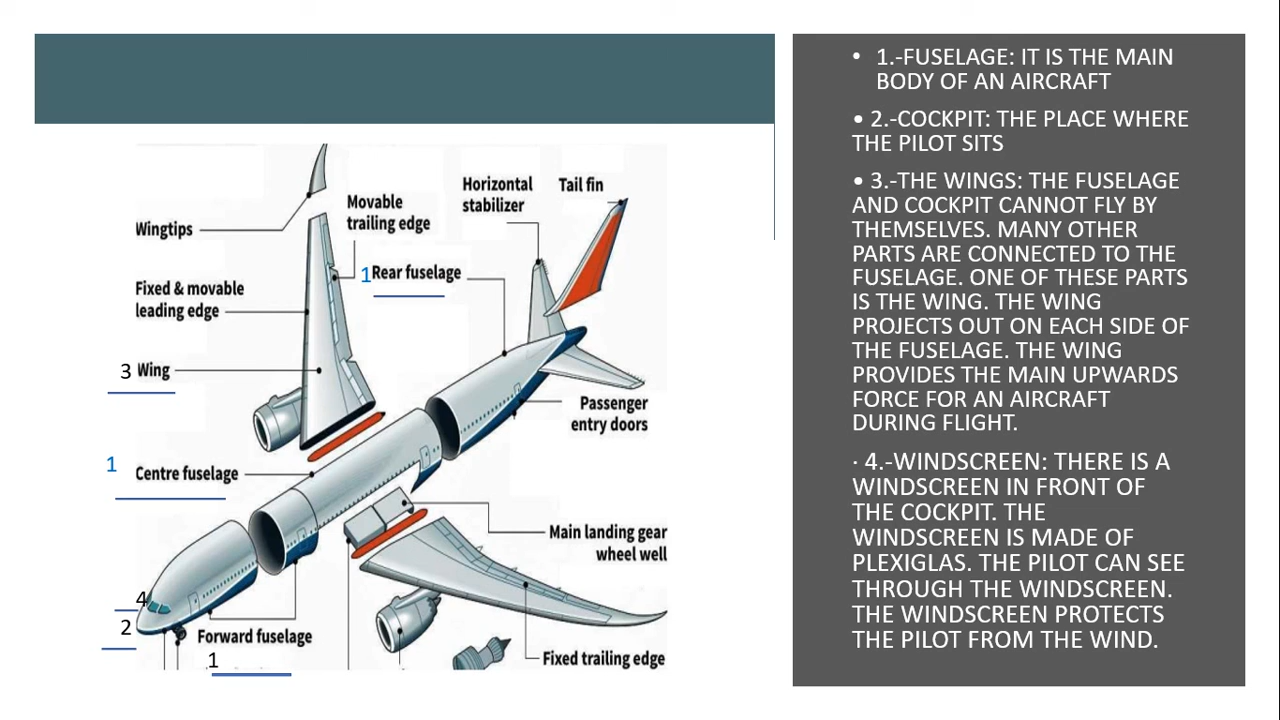 Horizontal
stabilizer
Tail fin
Movable
trailing edge
Wingtips
1 Rear fuselage
Fixed & movable
leading edge
3 Wing
Passenger
entry doors
1 Centre fuselage
Main landing gear
wheel well
4
2
Forward fuselage
1
Fixed trailing edge
• 1.-FUSELAGE: IT IS THE MAIN
BODY OF AN AIRCRAFT
• 2.-COCKPIT: THE PLACE WHERE
THE PILOT SITS
• 3.-THE WINGS: THE FUSELAGE
AND COCKPIT CANNOT FLY BY
THEMSELVES. MANY OTHER
PARTS ARE CONNECTED TO THE
FUSELAGE. ONE OF THESE PARTS
IS THE WING. THE WING
PROJECTS OUT ON EACH SIDE OF
THE FUSELAGE. THE WING
PROVIDES THE MAIN UPWARDS
FORCE FOR AN AIRCRAFT
DURING FLIGHT.
· 4.-WINDSCREEN: THERE IS A
WINDSCREEN IN FRONT OF
THE COCKPIT. THE
WINDSCREEN IS MADE OF
PLEXIGLAS. THE PILOT CAN SEE
THROUGH THE WINDSCREEN.
THE WINDSCREEN PROTECTS
THE PILOT FROM THE WIND.